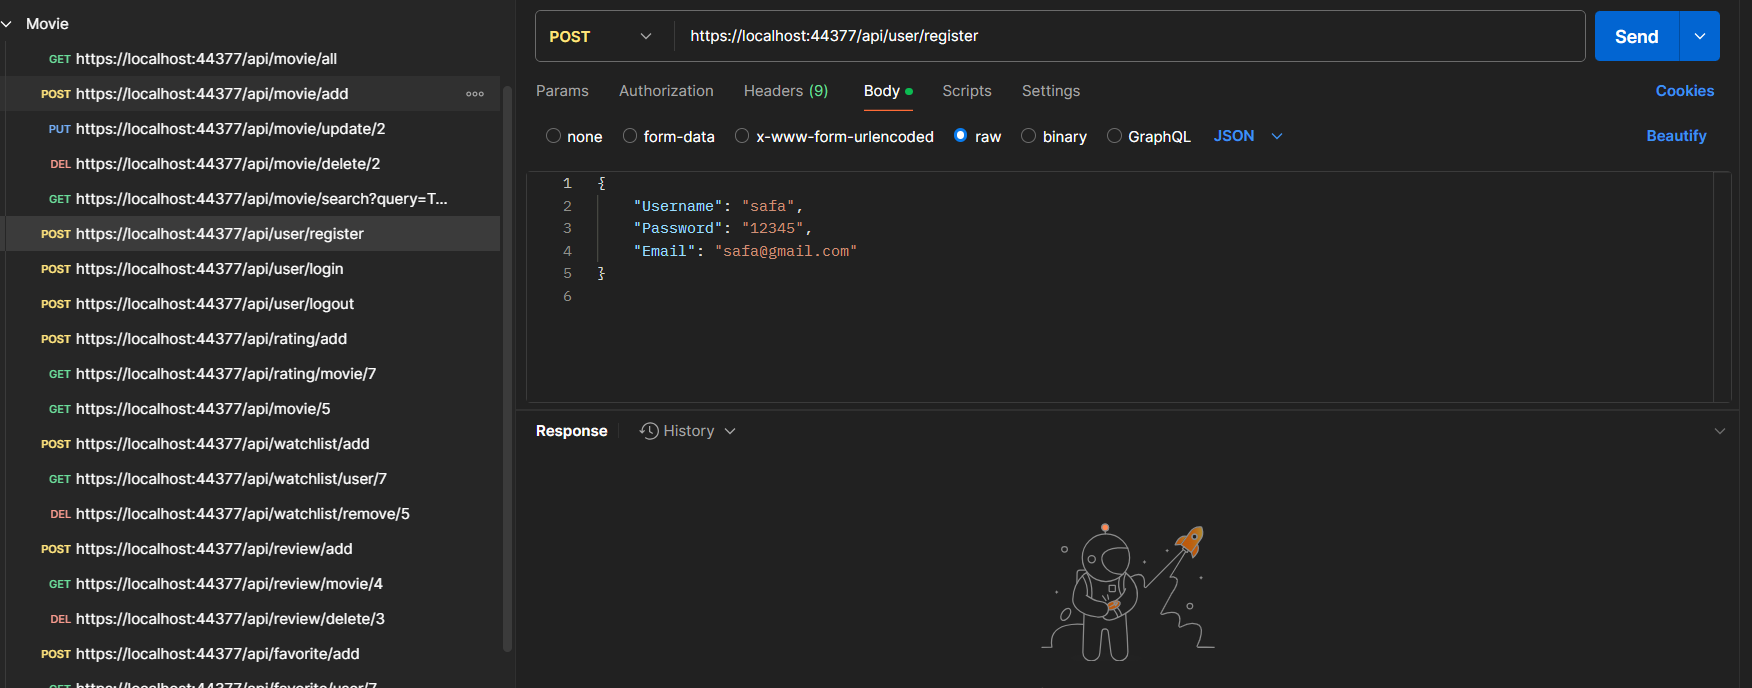 Movie
GET https://localhost:44377/api/movie/all
POST https://localhost:44377/api/movie/add
PUT https://localhost:44377/api/movie/update/2
DEL https://localhost:44377/api/movie/delete/2
GET https://localhost:44377/api/movie/search?query=T...
POST https://localhost:44377/api/user/register
POST https://localhost:44377/api/user/login
POST https://localhost:44377/api/user/logout
POST https://localhost:44377/api/rating/add
GET https://localhost:44377/api/rating/movie/7
GET https://localhost:44377/api/movie/5
POST https://localhost:44377/api/watchlist/add
GET https://localhost:44377/api/watchlist/user/7
DEL https://localhost:44377/api/watchlist/remove/5
POST https://localhost:44377/api/review/add
GET https://localhost:44377/api/review/movie/4
DEL https://localhost:44377/api/review/delete/3
POST https://localhost:44377/api/favorite/add
GET https://localhost:44377/api/favorite/user/7
POST https://localhost:44377/api/user/register Send
Params Authorization Headers (9) Body Scripts Settings Cookies
none form-data x-www-form-urlencoded raw binary GraphQL JSON Beautify
1 {
2 "Username": "safa",
3 "Password": "12345",
4 "Email": "safa@gmail.com"
5 }
6
Response History